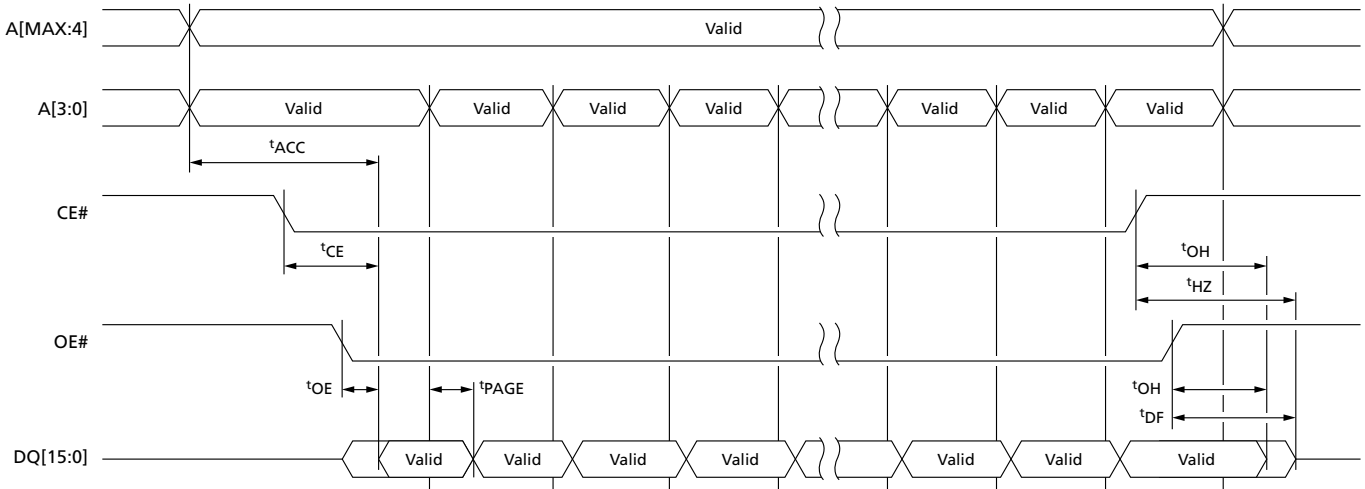 A[MAX:4]
Valid
A[3:0]
Valid Valid Valid Valid Valid Valid Valid
tACC
CE#
tCE
tOH
tHZ
OE#
tOE
tPAGE
tOH
tDF
DQ[15:0]
Valid Valid Valid Valid Valid Valid Valid